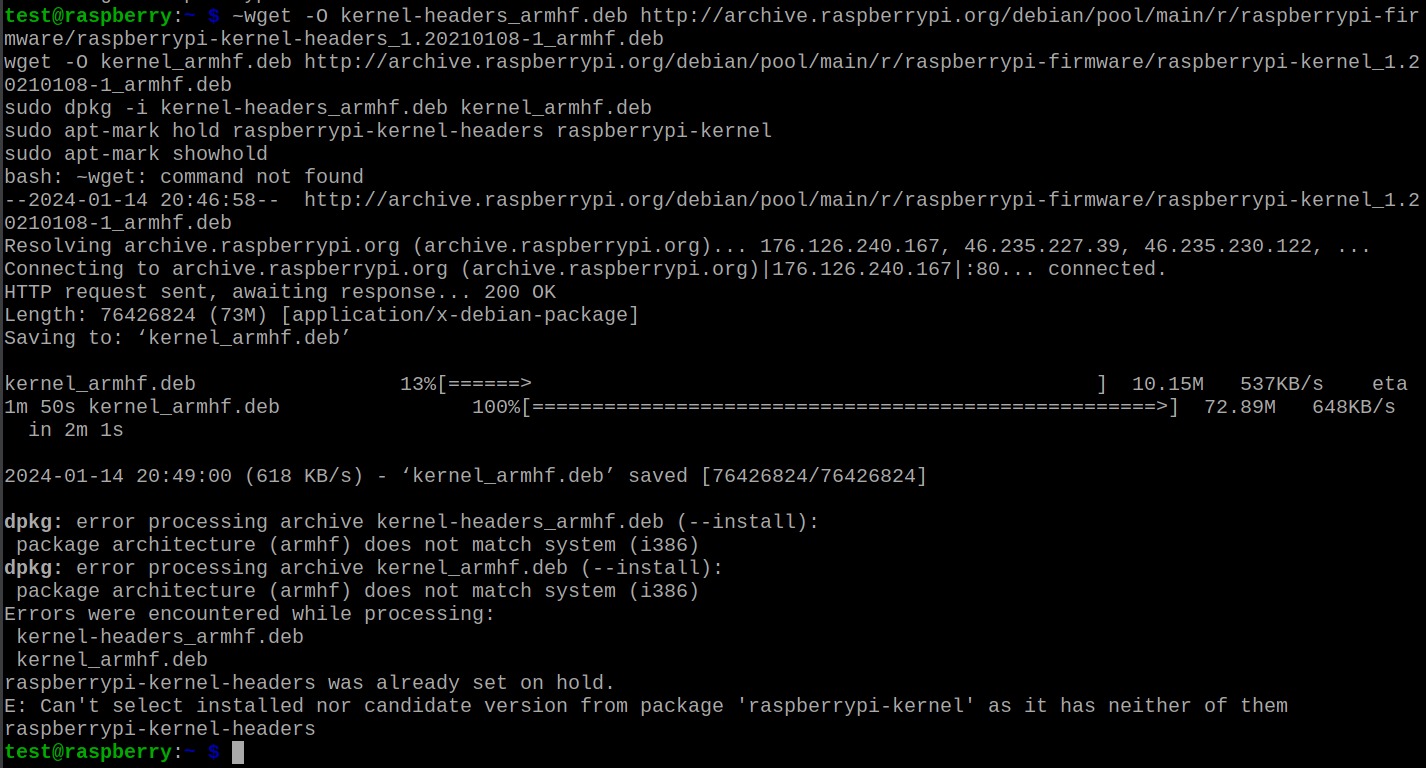 test@raspberry:~ $ ~wget -O kernel-headers_armhf.deb http://archive.raspberrypi.org/debian/pool/main/r/raspberrypi-fir
mware/raspberrypi-kernel-headers_1.20210108-1_armhf.deb
wget -O kernel_armhf.deb http://archive.raspberrypi.org/debian/pool/main/r/raspberrypi-firmware/raspberrypi-kernel_1.2
0210108-1_armhf.deb
sudo dpkg -i kernel-headers_armhf.deb kernel_armhf.deb
sudo apt-mark hold raspberrypi-kernel-headers raspberrypi-kernel
sudo apt-mark showhold
bash: ~wget: command not found
--2024-01-14 20:46:58--  http://archive.raspberrypi.org/debian/pool/main/r/raspberrypi-firmware/raspberrypi-kernel_1.2
0210108-1_armhf.deb
Resolving archive.raspberrypi.org (archive.raspberrypi.org)... 176.126.240.167, 46.235.227.39, 46.235.230.122, ...
Connecting to archive.raspberrypi.org (archive.raspberrypi.org)|176.126.240.167|:80... connected.
HTTP request sent, awaiting response... 200 OK
Length: 76426824 (73M) [application/x-debian-package]
Saving to: ‘kernel_armhf.deb’
kernel_armhf.deb                 13%[======>                                               ]  10.15M   537KB/s    eta
1m 50s kernel_armhf.deb                100%[====================================================>]  72.89M   648KB/s
  in 2m 1s
2024-01-14 20:49:00 (618 KB/s) - ‘kernel_armhf.deb’ saved [76426824/76426824]
dpkg: error processing archive kernel-headers_armhf.deb (--install):
 package architecture (armhf) does not match system (i386)
dpkg: error processing archive kernel_armhf.deb (--install):
 package architecture (armhf) does not match system (i386)
Errors were encountered while processing:
 kernel-headers_armhf.deb
 kernel_armhf.deb
raspberrypi-kernel-headers was already set on hold.
E: Can't select installed nor candidate version from package 'raspberrypi-kernel' as it has neither of them
raspberrypi-kernel-headers
test@raspberry:~ $